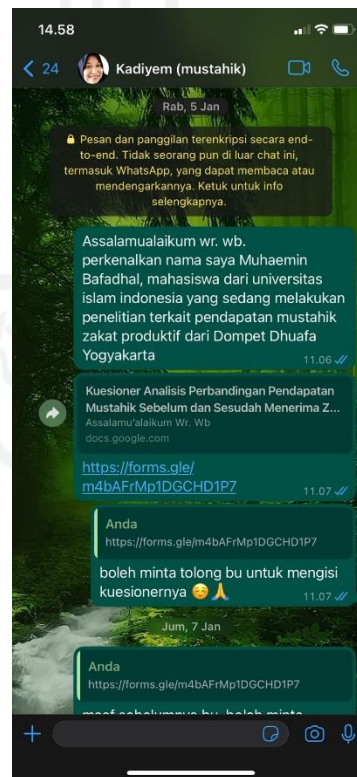 14.58
24
Kadiyem (mustahik)
Rab, 5 Jan
Pesan dan panggilan terenkripsi secara end-
to-end. Tidak seorang pun di luar chat ini,
termasuk WhatsApp, yang dapat membaca atau
mendengarkannya. Ketuk untuk info
selengkapnya.
Assalamualaikum wr. wb.
perkenalkan nama saya Muhaemin
Bafadhal, mahasiswa dari universitas
islam indonesia yang sedang melakukan
penelitian terkait pendapatan mustahik
zakat produktif dari Dompet Dhuafa
Yogyakarta
11.06
Kuesioner Analisis Perbandingan Pendapatan
Mustahik Sebelum dan Sesudah Menerima Z...
Assalamu'alaikum Wr. Wb
docs.google.com
https://forms.gle/
m4bAFrMp1DGCHD1P7
11.07
Anda
https://forms.gle/m4bAFrMp1DGCHD1P7
boleh minta tolong bu untuk mengisi
kuesionernya ☺️🙏
11.07
Jum, 7 Jan
Anda
https://forms.gle/m4bAFrMp1DGCHD1P7